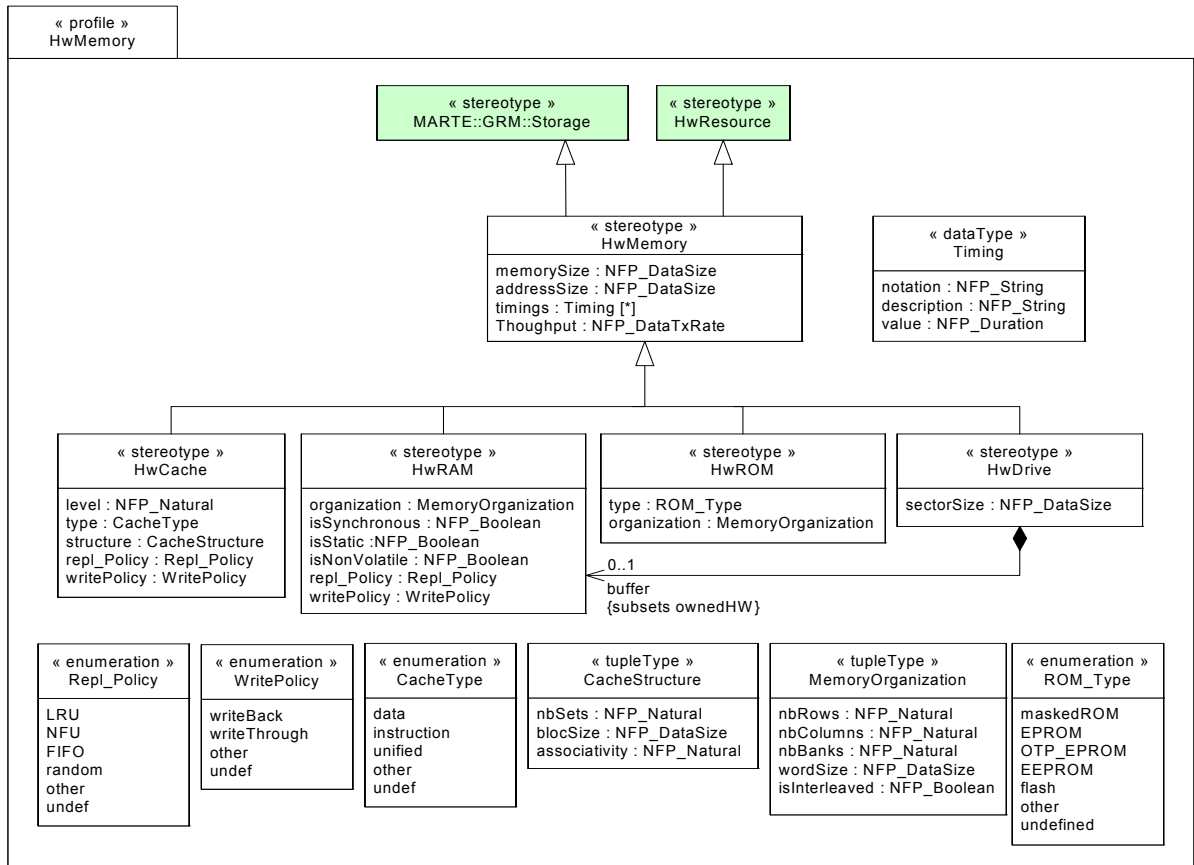 « profile »
HwMemory
« stereotype »
MARTE::GRM::Storage
« stereotype »
HwResource
« stereotype »
HwMemory
memorySize : NFP_DataSize
addressSize : NFP_DataSize
timings : Timing [*]
Thoughput : NFP_DataTxRate
« dataType »
Timing
notation : NFP_String
description : NFP_String
value : NFP_Duration
« stereotype »
HwCache
level : NFP_Natural
type : CacheType
structure : CacheStructure
repl_Policy : Repl_Policy
writePolicy : WritePolicy
« stereotype »
HwRAM
organization : MemoryOrganization
isSynchronous : NFP_Boolean
isStatic :NFP_Boolean
isNonVolatile : NFP_Boolean
repl_Policy : Repl_Policy
writePolicy : WritePolicy
« stereotype »
HwROM
type : ROM_Type
organization : MemoryOrganization
« stereotype »
HwDrive
sectorSize : NFP_DataSize
0..1
buffer
{subsets ownedHW}
« enumeration »
Repl_Policy
LRU
NFU
FIFO
random
other
undef
« enumeration »
WritePolicy
writeBack
writeThrough
other
undef
« enumeration »
CacheType
data
instruction
unified
other
undef
« tupleType »
CacheStructure
nbSets : NFP_Natural
blocSize : NFP_DataSize
associativity : NFP_Natural
« tupleType »
MemoryOrganization
nbRows : NFP_Natural
nbColumns : NFP_Natural
nbBanks : NFP_Natural
wordSize : NFP_DataSize
isInterleaved : NFP_Boolean
« enumeration »
ROM_Type
maskedROM
EPROM
OTP_EPROM
EEPROM
flash
other
undefined